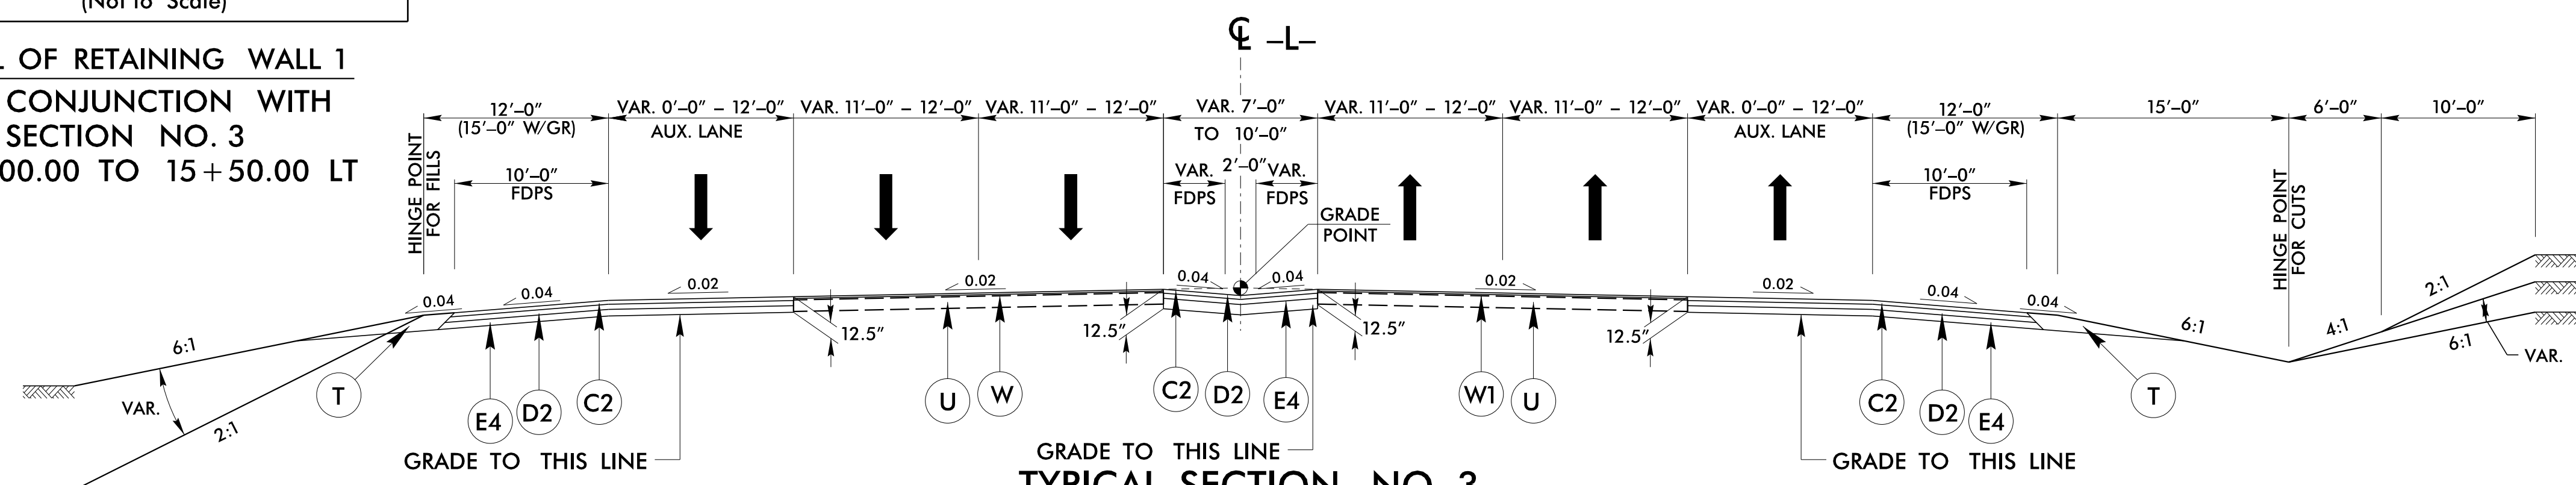 (Not to Scale)
OF RETAINING WALL 1
CONJUNCTION WITH
SECTION NO. 3
00.00 TO 15+50.00 LT
℄ –L–
12'–0" VAR. 0'–0" – 12'–0" VAR. 11'–0" – 12'–0" VAR. 11'–0" – 12'–0" VAR. 7'–0" VAR. 11'–0" – 12'–0" VAR. 11'–0" – 12'–0" VAR. 0'–0" – 12'–0" 12'–0" 15'–0" 6'–0" 10'–0"
(15'–0" W/GR) AUX. LANE TO 10'–0" AUX. LANE (15'–0" W/GR)
HINGE POINT
FOR FILLS
10'–0"
FDPS
VAR. 2'–0" VAR.
FDPS FDPS
10'–0"
FDPS
HINGE POINT
FOR CUTS
GRADE
POINT
0.04 0.04 0.02 0.02 0.04 0.04 0.02 0.02 0.04 0.04
12.5" 12.5" 12.5" 12.5"
6:1 VAR. 2:1
6:1 4:1 2:1 6:1 VAR.
T E4 D2 C2 U W C2 D2 E4 W1 U C2 D2 E4 T
GRADE TO THIS LINE
GRADE TO THIS LINE
GRADE TO THIS LINE
TYPICAL SECTION NO. 3